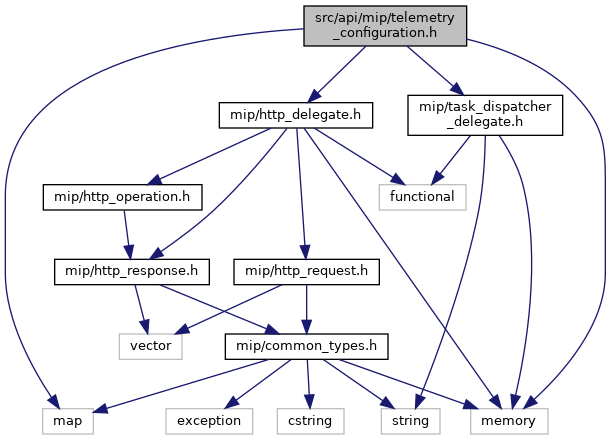 src/api/mip/telemetry
_configuration.h
mip/http_delegate.h
mip/task_dispatcher
_delegate.h
mip/http_operation.h
functional
mip/http_response.h
mip/http_request.h
vector
mip/common_types.h
map
exception
cstring
string
memory